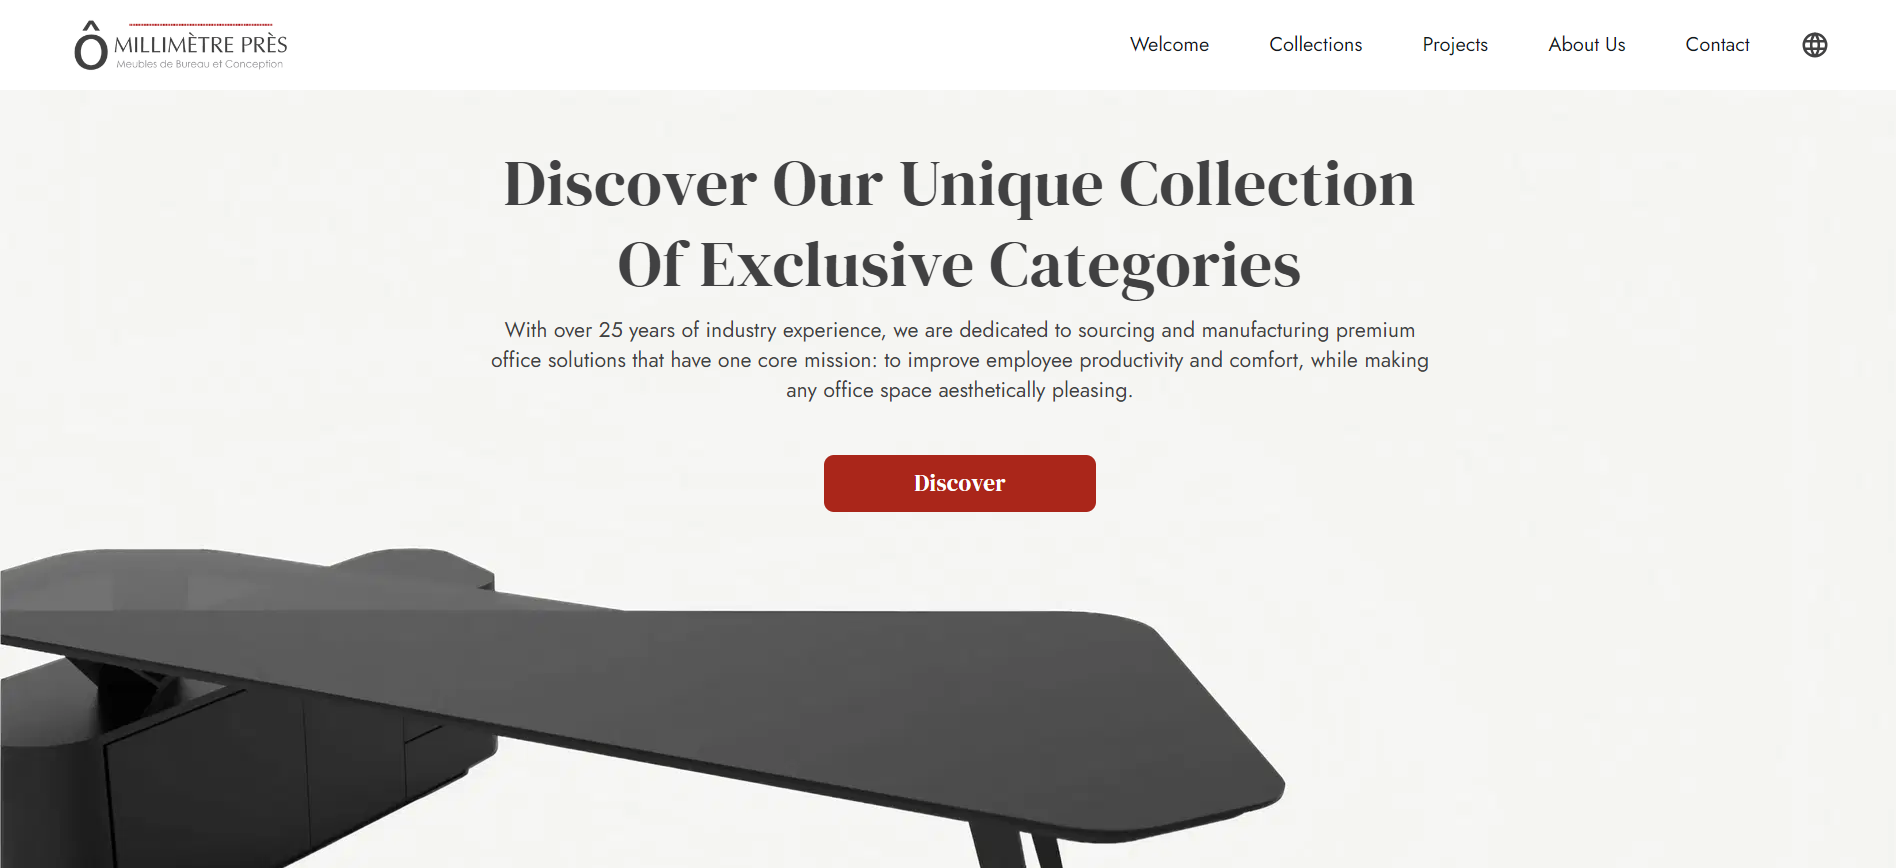 Ô MILLIMÈTRE PRÈS
Meubles de Bureau et Conception
Welcome Collections Projects About Us Contact
Discover Our Unique Collection
Of Exclusive Categories
With over 25 years of industry experience, we are dedicated to sourcing and manufacturing premium
office solutions that have one core mission: to improve employee productivity and comfort, while making
any office space aesthetically pleasing.
Discover